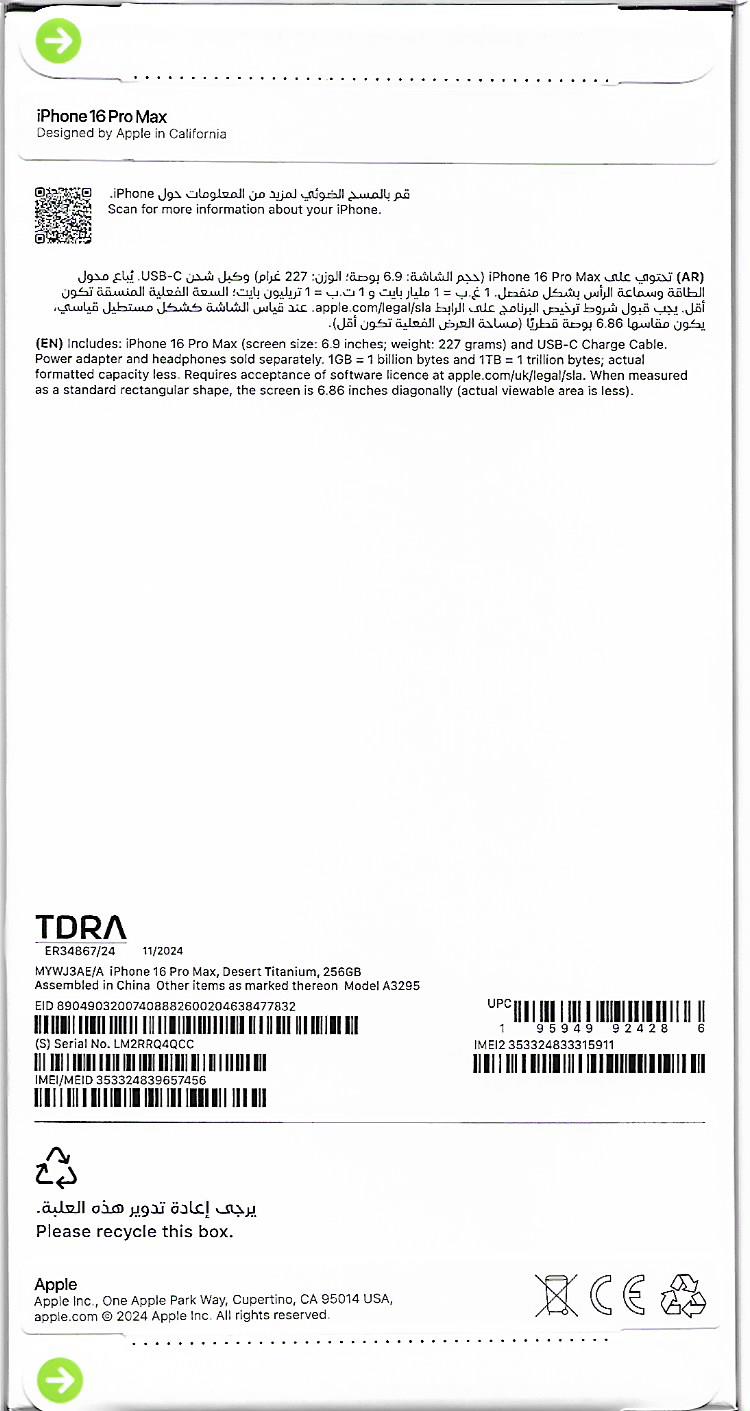 iPhone 16 Pro Max
Designed by Apple in California
قم بالمسح الضوئي لمزيد من المعلومات حول iPhone.
Scan for more information about your iPhone.
(AR) تحتوي على iPhone 16 Pro Max (حجم الشاشة: 6.9 بوصة؛ الوزن: 227 غرام) وكيل شحن USB-C. يُباع محول
الطاقة وسماعة الرأس بشكل منفصل. 1 غ.ب = 1 مليار بايت و 1 ت.ب = 1 تريليون بايت؛ السعة الفعلية المنسقة تكون
أقل. يجب قبول شروط ترخيص البرنامج على الرابط apple.com/legal/sla. عند قياس الشاشة كشكل مستطيل قياسي،
يكون مقاسها 6.86 بوصة قطريًا (مساحة العرض الفعلية تكون أقل).
(EN) Includes: iPhone 16 Pro Max (screen size: 6.9 inches; weight: 227 grams) and USB-C Charge Cable.
Power adapter and headphones sold separately. 1GB = 1 billion bytes and 1TB = 1 trillion bytes; actual
formatted capacity less. Requires acceptance of software licence at apple.com/uk/legal/sla. When measured
as a standard rectangular shape, the screen is 6.86 inches diagonally (actual viewable area is less).
TDRA
ER34867/24 11/2024
MYWJ3AE/A iPhone 16 Pro Max, Desert Titanium, 256GB
Assembled in China Other items as marked thereon Model A3295
EID 89049032007408882600204638477832
UPC
1 95949 92428 6
(S) Serial No. LM2RRQ4QCC
IMEI2 353324833315911
IMEI/MEID 353324839657456
يرجى إعادة تدوير هذه العلبة.
Please recycle this box.
Apple
Apple Inc., One Apple Park Way, Cupertino, CA 95014 USA,
apple.com © 2024 Apple Inc. All rights reserved.
CE